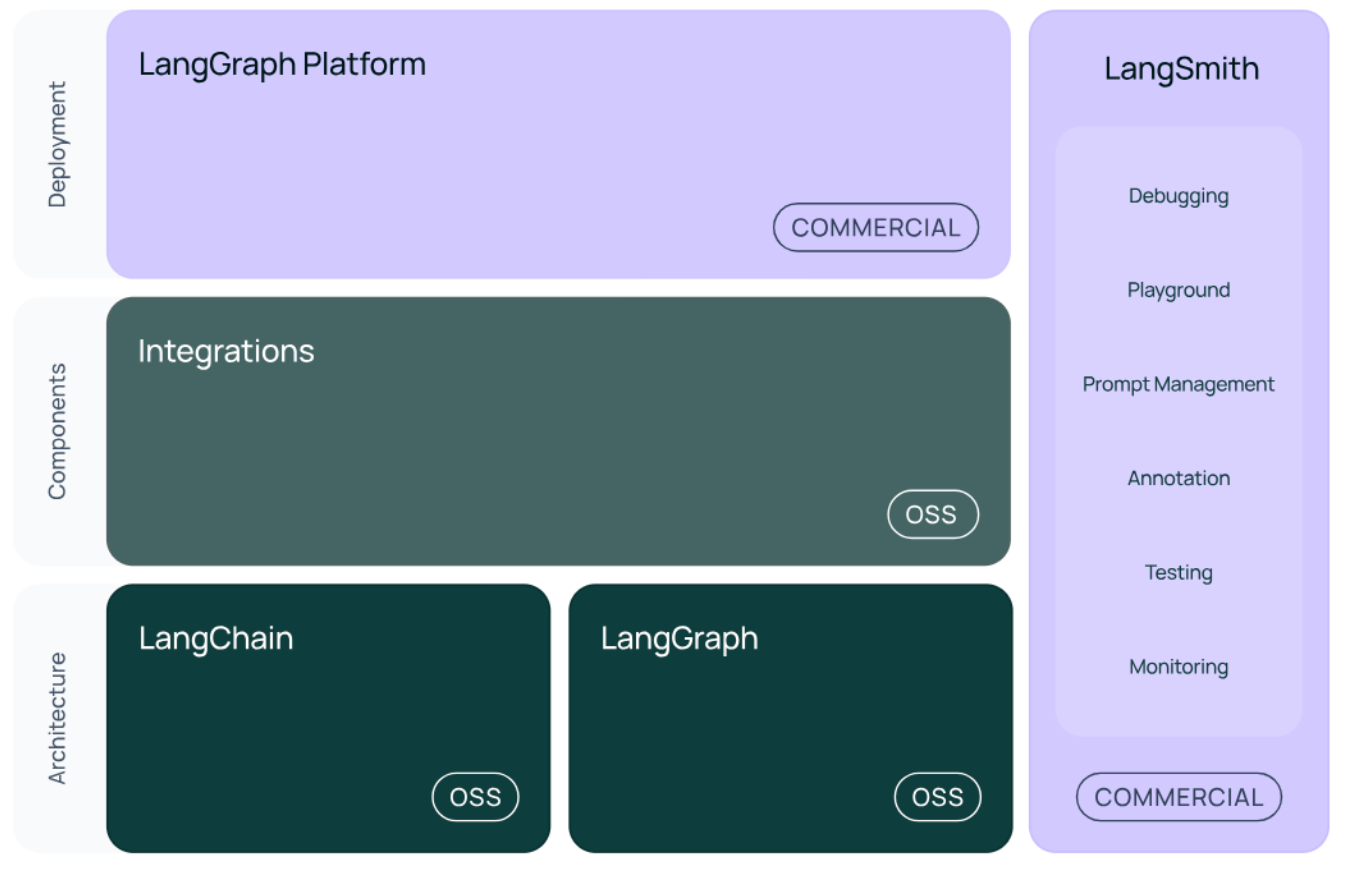 Deployment
LangGraph Platform
COMMERCIAL
Components
Integrations
OSS
Architecture
LangChain
OSS
LangGraph
OSS
LangSmith
Debugging
Playground
Prompt Management
Annotation
Testing
Monitoring
COMMERCIAL